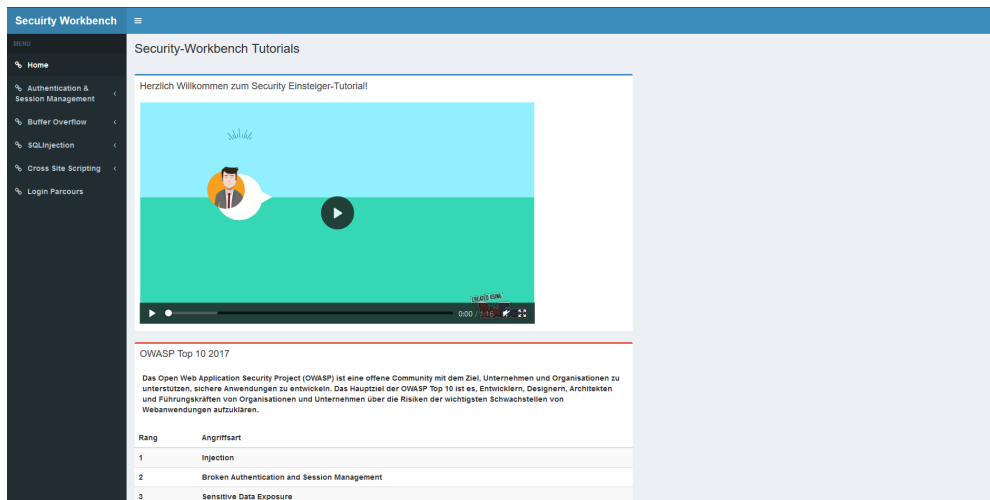 Secuirty Workbench
MENU
Home
Authentication &
Session Management
Buffer Overflow
SQLInjection
Cross Site Scripting
Login Parcours
Security-Workbench Tutorials
Herzlich Willkommen zum Security Einsteiger-Tutorial!
CREATED USING
0:00 / 1:16
OWASP Top 10 2017
Das Open Web Application Security Project (OWASP) ist eine offene Community mit dem Ziel, Unternehmen und Organisationen zu
unterstützen, sichere Anwendungen zu entwickeln. Das Hauptziel der OWASP Top 10 ist es, Entwicklern, Designern, Architekten
und Führungskräften von Organisationen und Unternehmen über die Risiken der wichtigsten Schwachstellen von
Webanwendungen aufzuklären.
Rang Angriffsart
1 Injection
2 Broken Authentication and Session Management
3 Sensitive Data Exposure